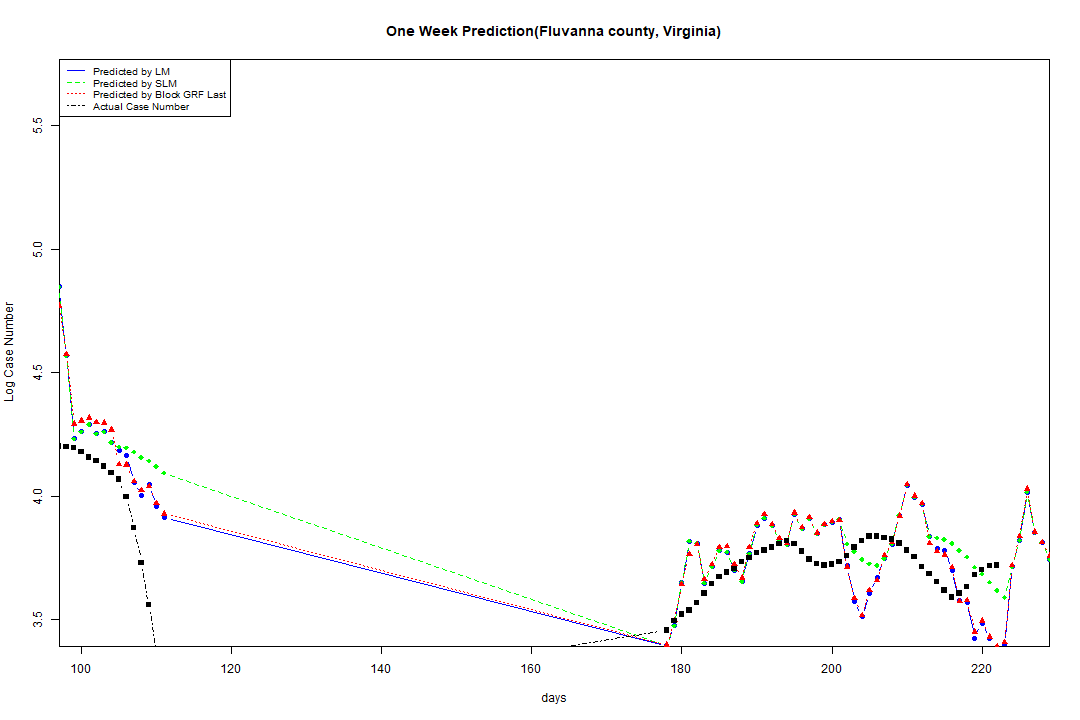 One Week Prediction(Fluvanna county, Virginia)
Predicted by LM
Predicted by SLM
Predicted by Block GRF Last
Actual Case Number
5.5
5.0
4.5
4.0
3.5
Log Case Number
100 120 140 160 180 200 220
days